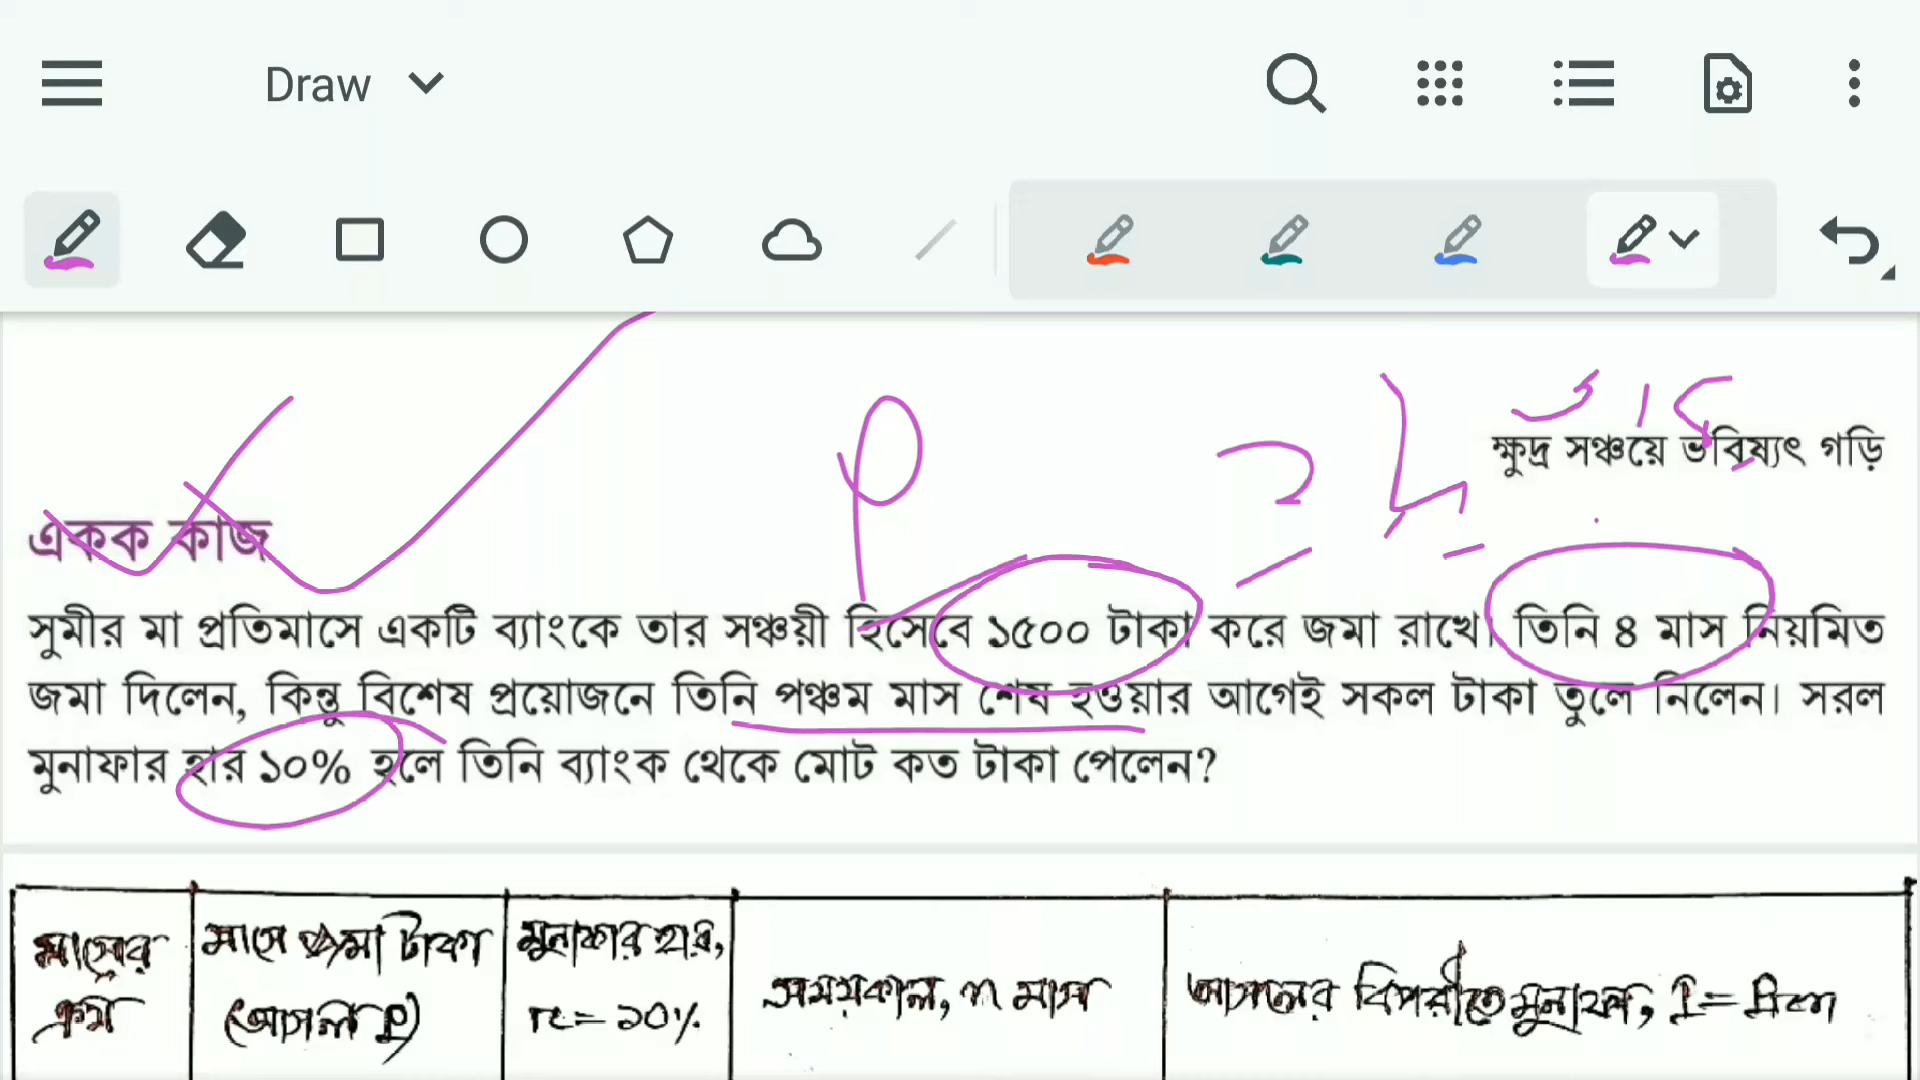 Draw
ক্ষুদ্র সঞ্চয়ে ভবিষ্যৎ গড়ি
একক কাজ
সুমীর মা প্রতিমাসে একটি ব্যাংকে তার সঞ্চয়ী হিসেবে ১৫০০ টাকা করে জমা রাখে। তিনি ৪ মাস নিয়মিত
জমা দিলেন, কিন্তু বিশেষ প্রয়োজনে তিনি পঞ্চম মাস শেষ হওয়ার আগেই সকল টাকা তুলে নিলেন। সরল
মুনাফার হার ১০% হলে তিনি ব্যাংক থেকে মোট কত টাকা পেলেন?
মাসের ক্রম
মাসে জমা টাকা (আসল P)
মুনাফার হার, r = ১০%
সময়কাল, n মাস
আসলের বিপরীতে মুনাফা, I = Prn